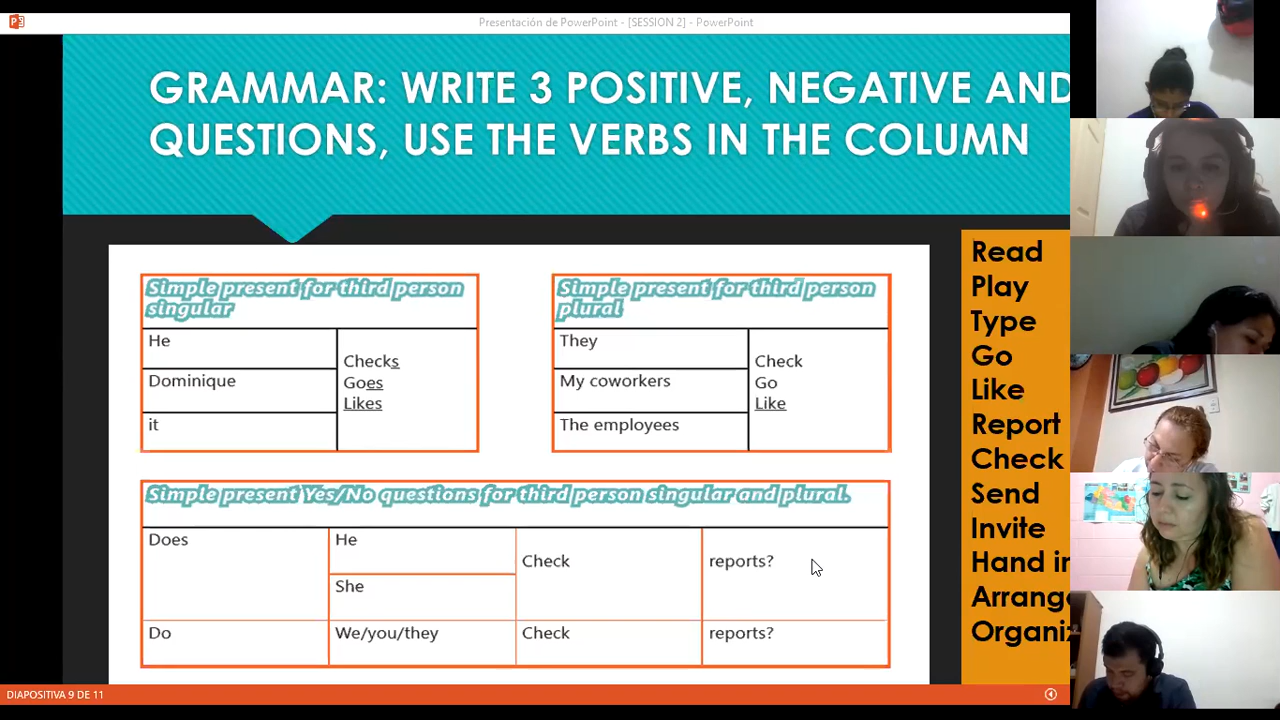 Presentación de PowerPoint - [SESSION 2] - PowerPoint
GRAMMAR: WRITE 3 POSITIVE, NEGATIVE AND
QUESTIONS, USE THE VERBS IN THE COLUMN
Simple present for third person
singular
He
Dominique
it
Checks
Goes
Likes
Simple present for third person
plural
They
My coworkers
The employees
Check
Go
Like
Simple present Yes/No questions for third person singular and plural.
Does
He
She
Check
reports?
Do
We/you/they
Check
reports?
Read
Play
Type
Go
Like
Report
Check
Send
Invite
Hand in
Arrang
Organiz
DIAPOSITIVA 9 DE 11